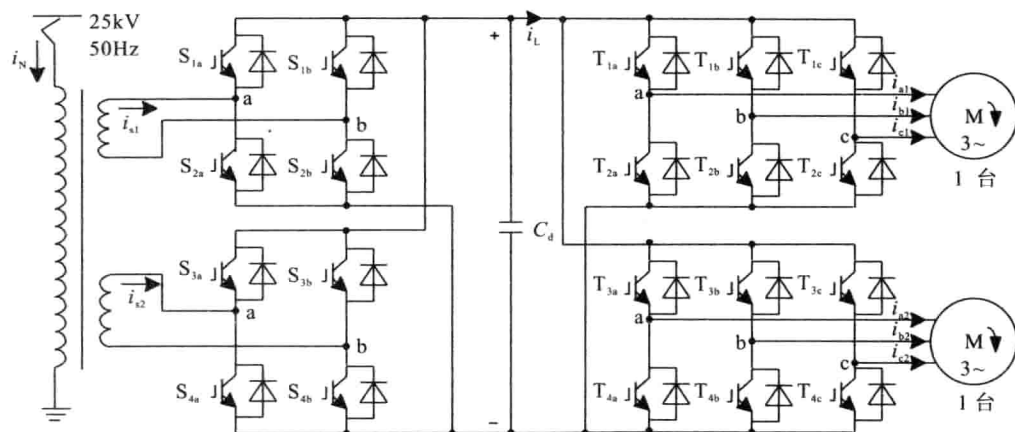 25kV
50Hz
i_N
i_s1
S_1a
S_1b
a
b
S_2a
S_2b
i_s2
S_3a
S_3b
a
b
S_4a
S_4b
+
i_L
C_d
−
T_1a
T_1b
T_1c
a
b
c
T_2a
T_2b
T_2c
i_a1
i_b1
i_c1
M
3~
1 台
T_3a
T_3b
T_3c
a
b
c
T_4a
T_4b
T_4c
i_a2
i_b2
i_c2
M
3~
1 台